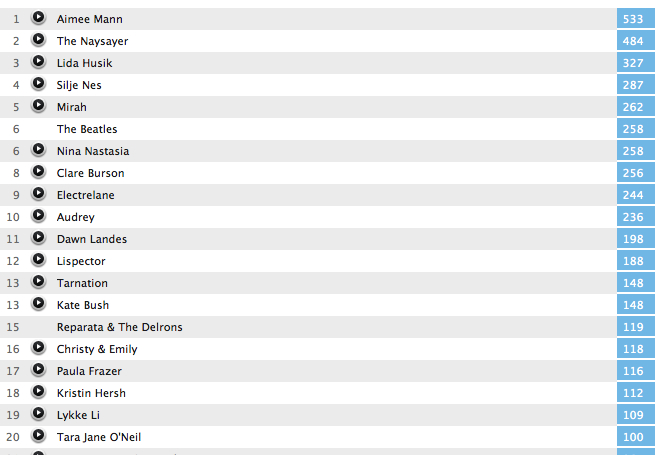 1 Aimee Mann 533
2 The Naysayer 484
3 Lida Husik 327
4 Silje Nes 287
5 Mirah 262
6 The Beatles 258
6 Nina Nastasia 258
8 Clare Burson 256
9 Electrelane 244
10 Audrey 236
11 Dawn Landes 198
12 Lispector 188
13 Tarnation 148
13 Kate Bush 148
15 Reparata & The Delrons 119
16 Christy & Emily 118
17 Paula Frazer 116
18 Kristin Hersh 112
19 Lykke Li 109
20 Tara Jane O'Neil 100